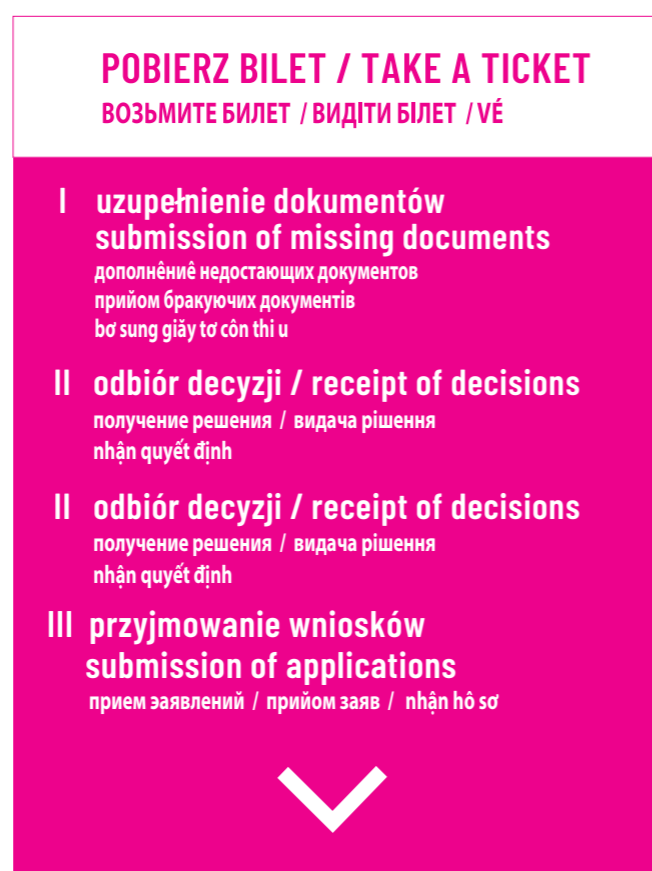 POBIERZ BILET / TAKE A TICKET
ВОЗЬМИТЕ БИЛЕТ / ВИДІТИ БІЛЕТ / VÉ
I uzupełnienie dokumentów
submission of missing documents
дополнêниê недостающих документов
прийом бракуючих документів
bơ sung giăy tơ côn thi u
II odbiór decyzji / receipt of decisions
получение решения / видача рішення
nhận quyết định
II odbiór decyzji / receipt of decisions
получение решения / видача рішення
nhận quyết định
III przyjmowanie wniosków
submission of applications
прием эаявлений / прийом заяв / nhận hô sơ